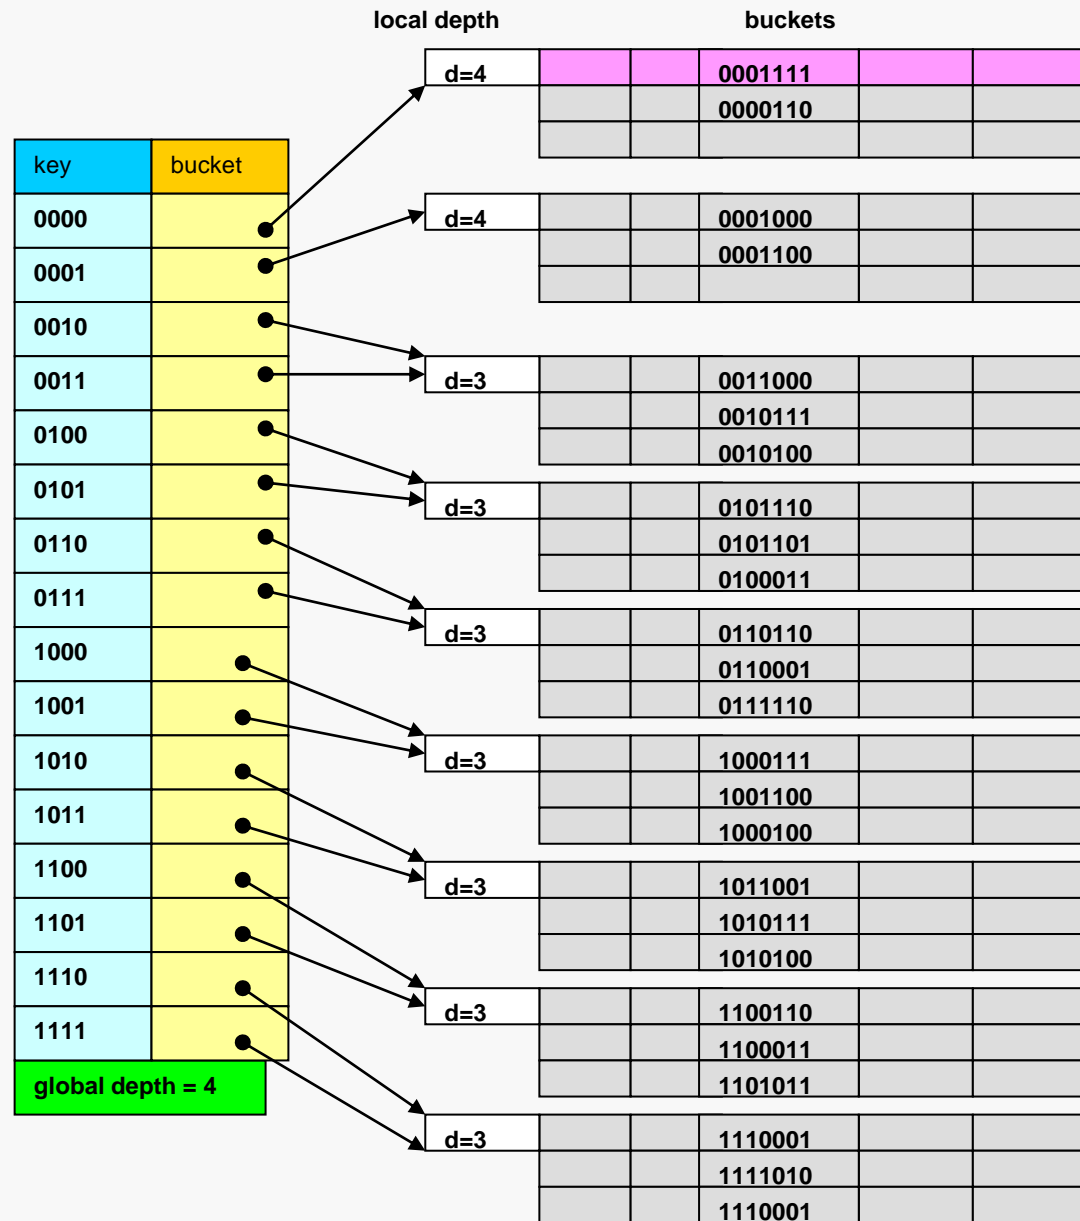 local depth buckets
d=4 0001111
0000110
key bucket
0000
d=4 0001000
0001
0001100
0010
0011
d=3 0011000
0010111
0100
0010100
0101
d=3 0101110
0110
0101101
0100011
0111
d=3 0110110
1000
0110001
1001
0111110
1010
d=3 1000111
1011
1001100
1000100
1100
d=3 1011001
1101
1010111
1110
1010100
1111
d=3 1100110
1100011
global depth = 4
1101011
d=3 1110001
1111010
1110001